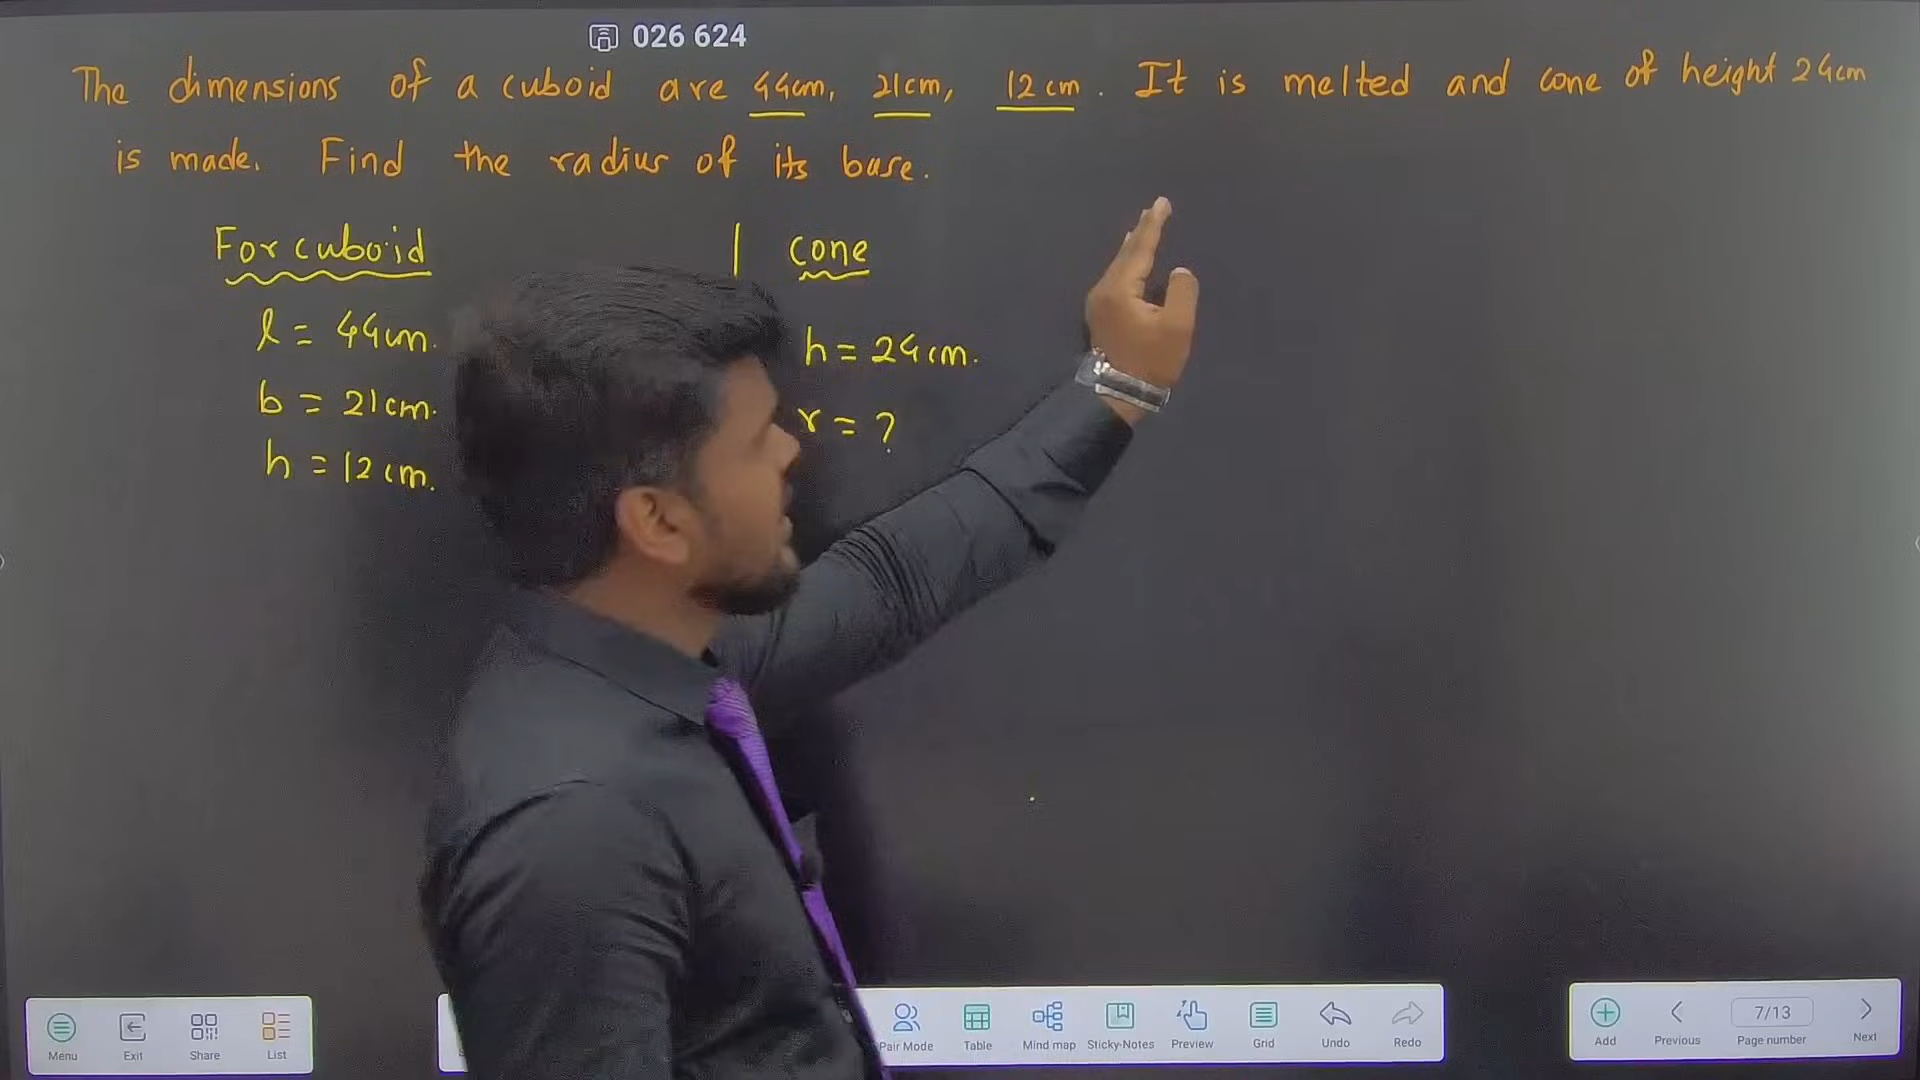 026 624
The dimensions of a cuboid are 44cm, 21cm, 12 cm. It is melted and cone of height 24cm
is made. Find the radius of its base.
For cuboid
cone
l = 44cm.
h = 24cm.
b = 21cm.
r = ?
h = 12cm.
Menu
Exit
Share
List
Pair Mode
Table
Mind map
Sticky-Notes
Preview
Grid
Undo
Redo
Add
Previous
7/13
Page number
Next